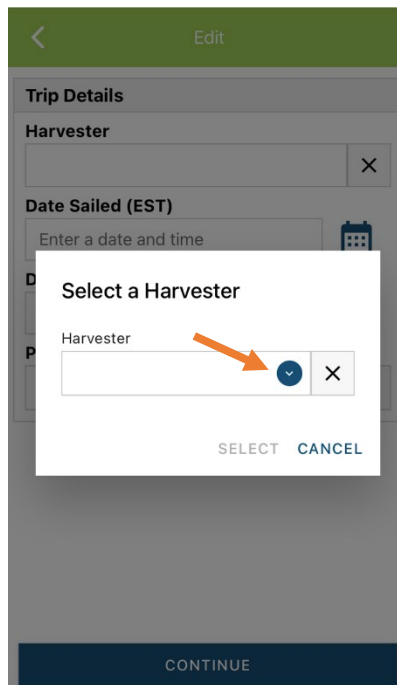 Edit
Trip Details
Harvester
Date Sailed (EST)
Enter a date and time
D
Select a Harvester
Harvester
P
SELECT CANCEL
CONTINUE